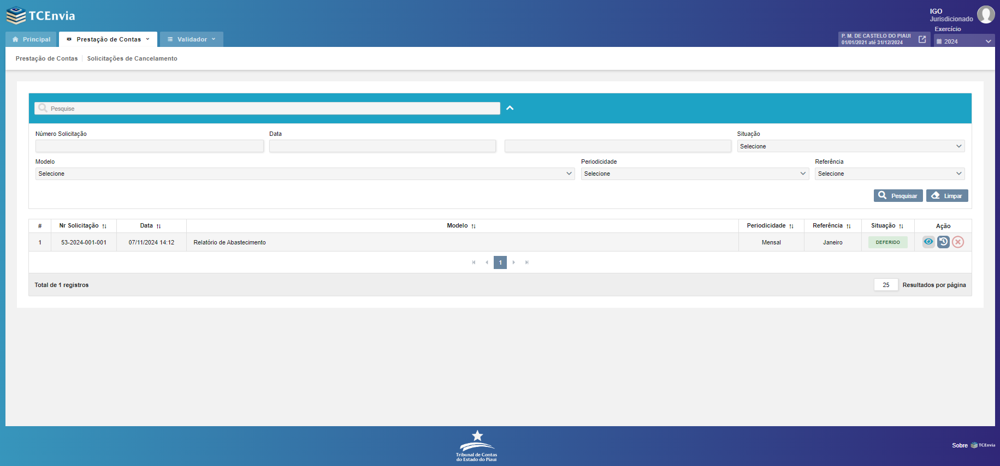 TCEnvia
IGO
Jurisdicionado
Exercício
Principal
Prestação de Contas
Validador
P. M. DE CASTELO DO PIAUI
01/01/2021 até 31/12/2024
2024
Prestação de Contas
Solicitações de Cancelamento
Pesquise
Número Solicitação
Data
Situação
Selecione
Modelo
Periodicidade
Referência
Selecione
Selecione
Selecione
Pesquisar
Limpar
# Nr Solicitação Data Modelo Periodicidade Referência Situação Ação
1 53-2024-001-001 07/11/2024 14:12 Relatório de Abastecimento Mensal Janeiro DEFERIDO
1
Total de 1 registros
25 Resultados por página
Tribunal de Contas
do Estado do Piauí
Sobre TCEnvia